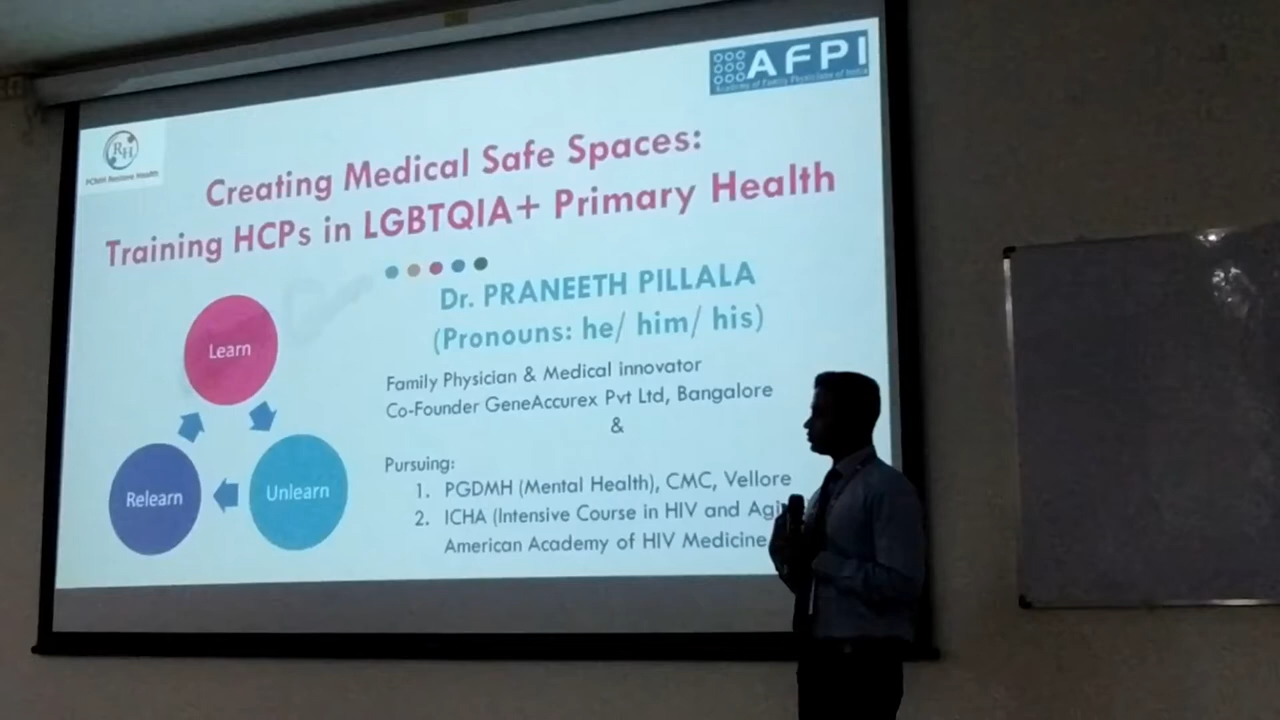 AFPI
Academy of Family Physicians of India
RH
PCMH Restore Health
Creating Medical Safe Spaces:
Training HCPs in LGBTQIA+ Primary Health
Dr. PRANEETH PILLALA
(Pronouns: he/ him/ his)
Learn
Unlearn
Relearn
Family Physician & Medical innovator
Co-Founder GeneAccurex Pvt Ltd, Bangalore
&
Pursuing:
1. PGDMH (Mental Health), CMC, Vellore
2. ICHA (Intensive Course in HIV and
American Academy of HIV Medicine